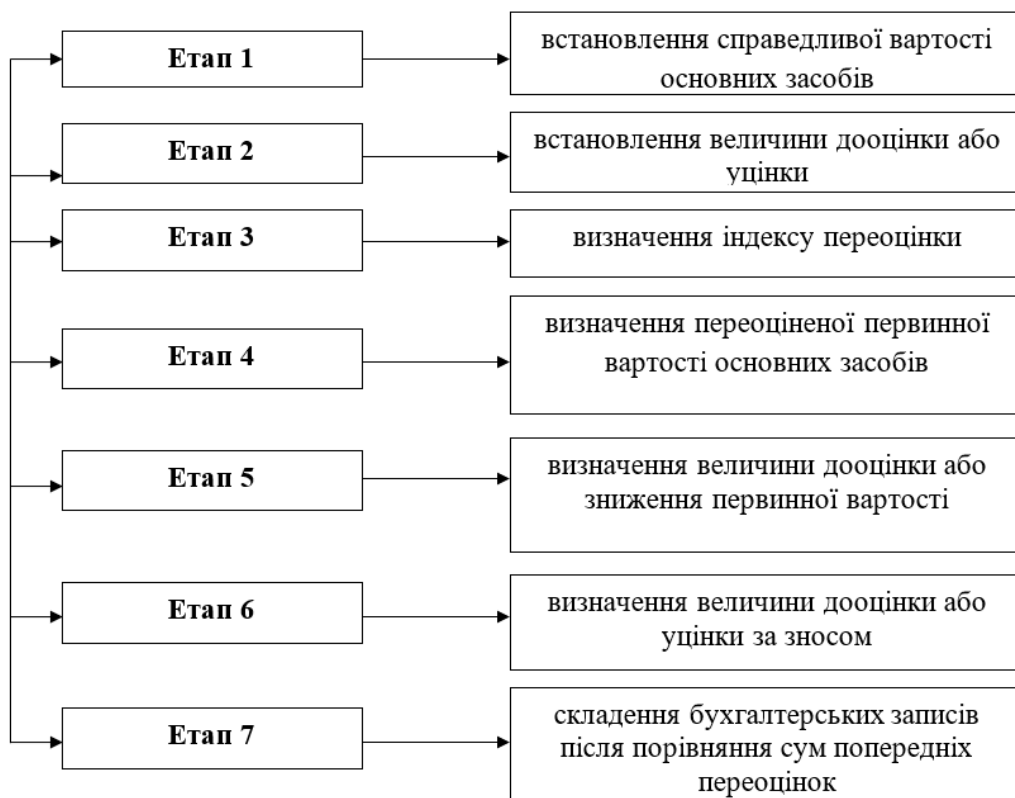 Етап 1
встановлення справедливої вартості
основних засобів
Етап 2
встановлення величини дооцінки або
уцінки
Етап 3
визначення індексу переоцінки
Етап 4
визначення переоціненої первинної
вартості основних засобів
Етап 5
визначення величини дооцінки або
зниження первинної вартості
Етап 6
визначення величини дооцінки або
уцінки за зносом
Етап 7
складення бухгалтерських записів
після порівняння сум попередніх
переоцінок